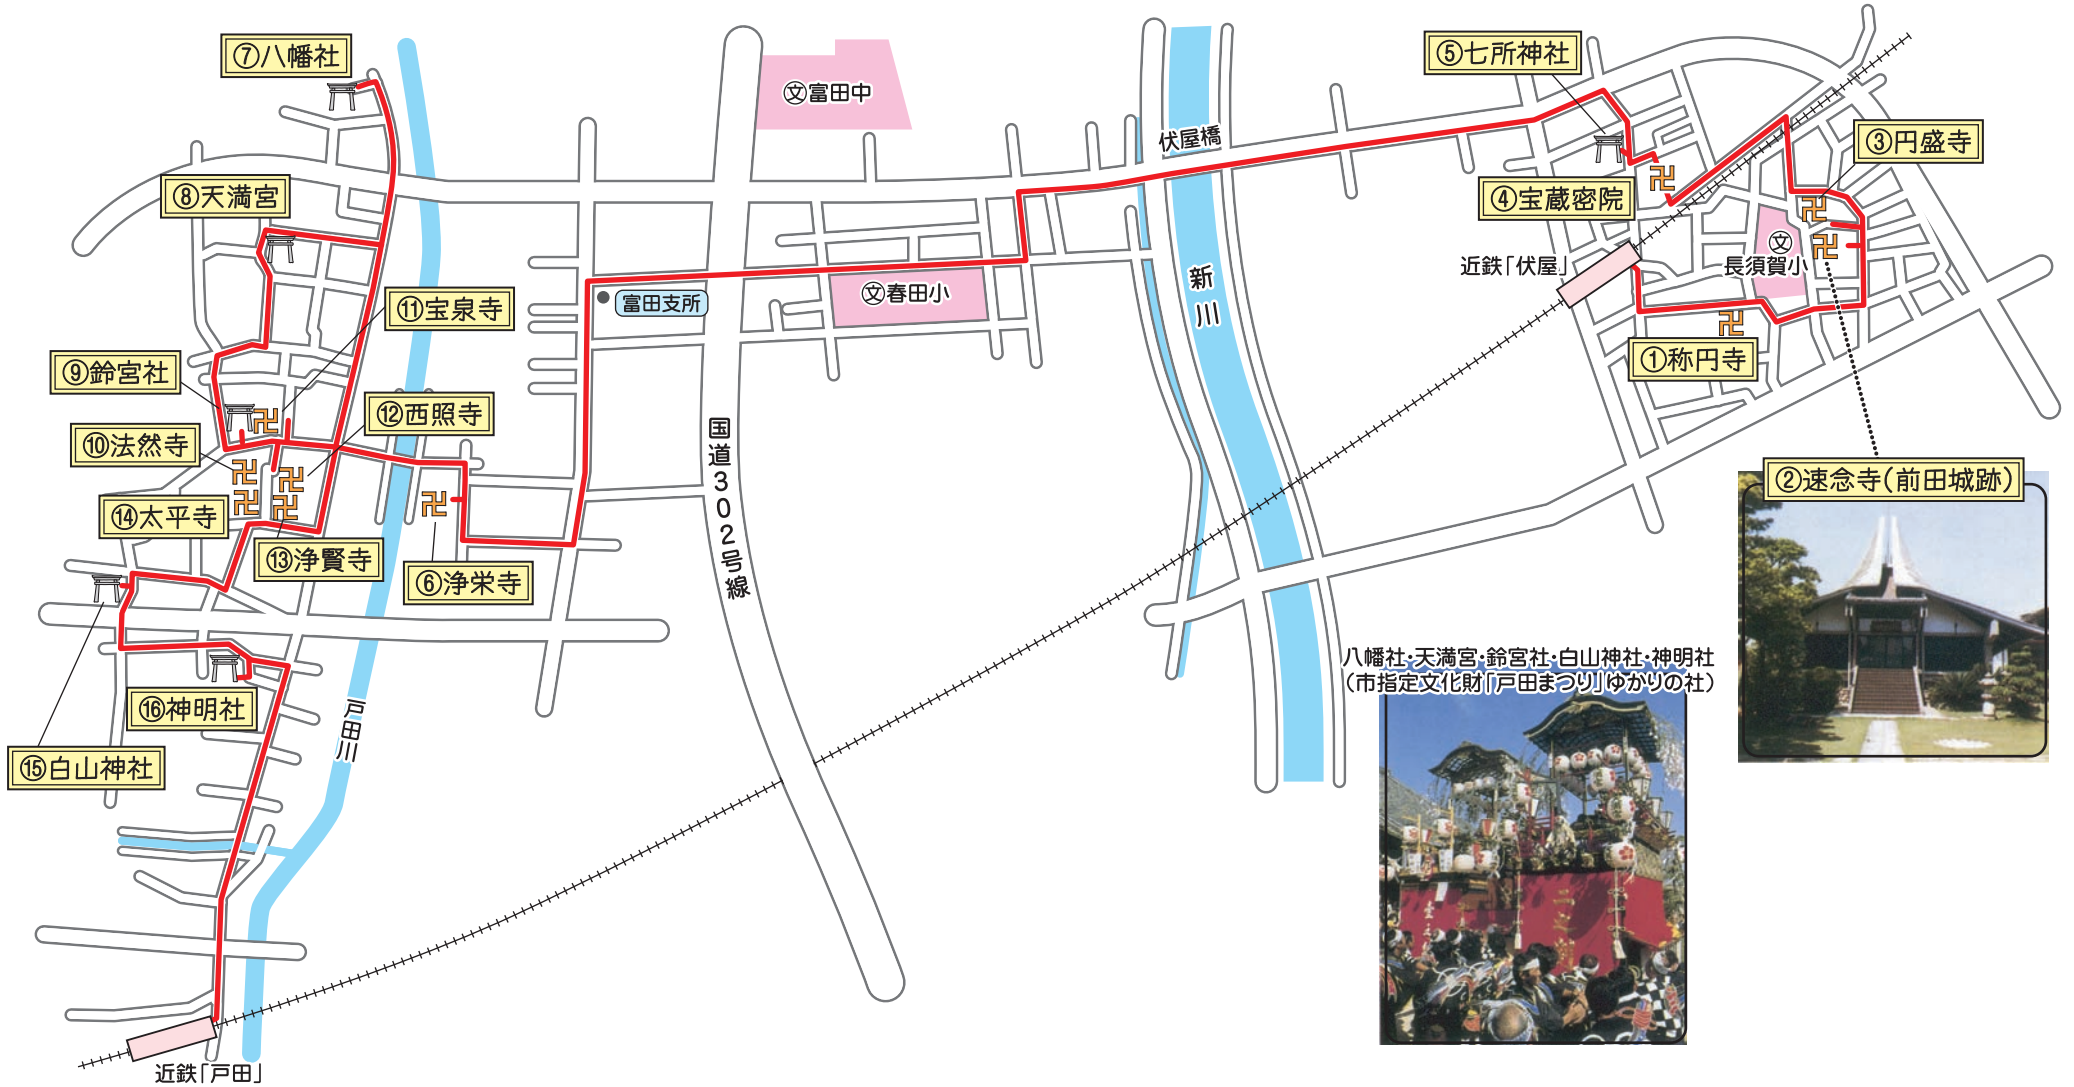 ⑦八幡社
㊫富田中
⑤七所神社
伏屋橋
③円盛寺
⑧天満宮
④宝蔵密院
近鉄「伏屋」
文
長須賀小
新川
⑪宝泉寺
富田支所
㊫春田小
①称円寺
⑨鈴宮社
⑫西照寺
⑩法然寺
国道302号線
②速念寺(前田城跡)
⑭太平寺
⑬浄賢寺
⑥浄栄寺
八幡社・天満宮・鈴宮社・白山神社・神明社
(市指定文化財「戸田まつり」ゆかりの社)
⑯神明社
戸田川
⑮白山神社
近鉄「戸田」